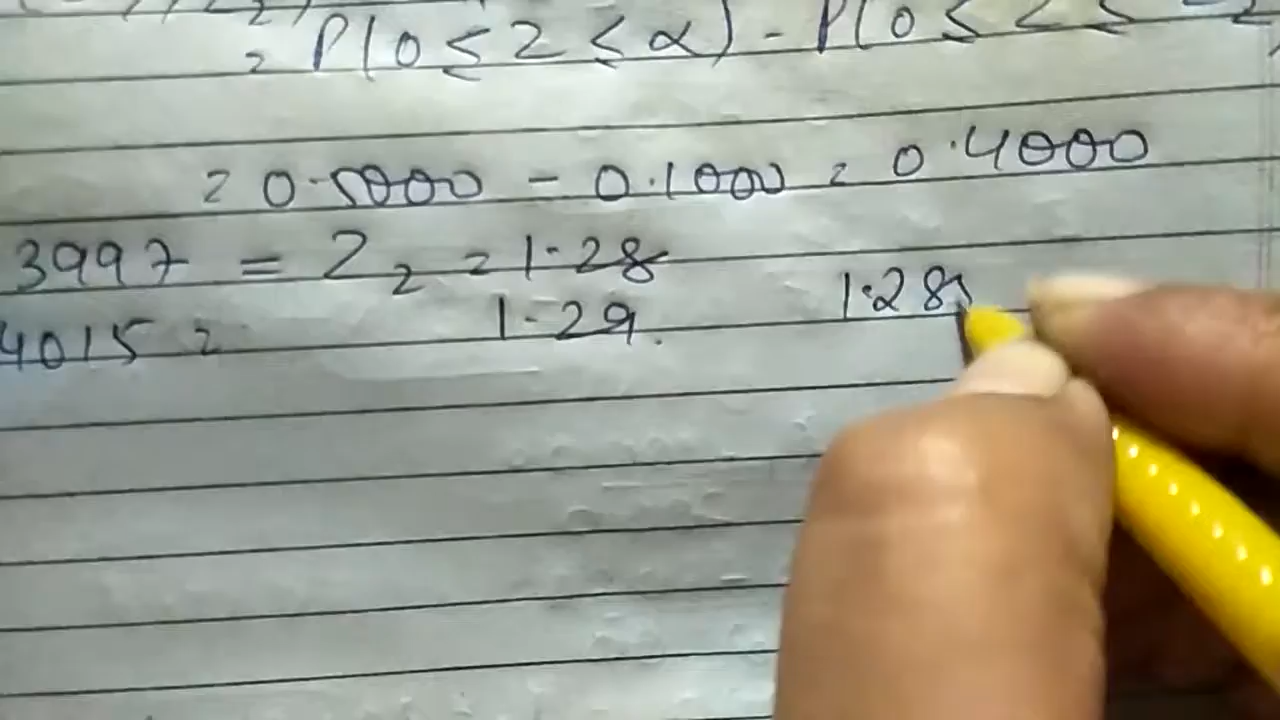 = P(0 ≤ Z ≤ α) - P(0 ≤ Z ≤
= 0.5000 - 0.1000 = 0.4000
3997 = Z₂ = 1.28
4015 = 1.29. 1.28